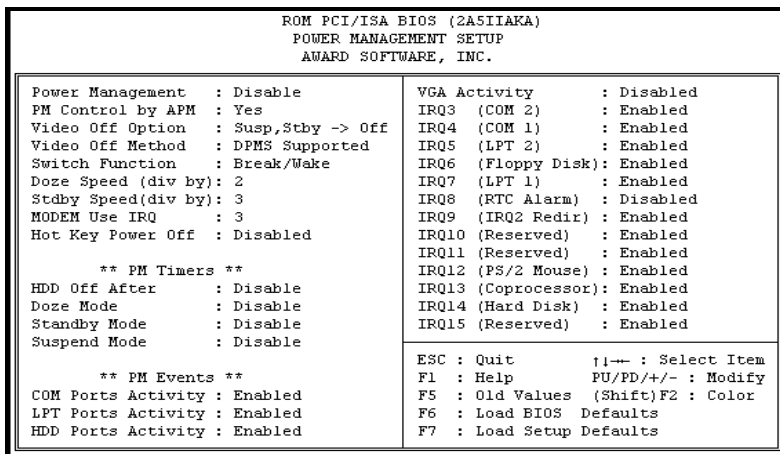 ROM PCI/ISA BIOS (2A5IIAKA)
POWER MANAGEMENT SETUP
AWARD SOFTWARE, INC.
Power Management : Disable
PM Control by APM : Yes
Video Off Option : Susp,Stby -> Off
Video Off Method : DPMS Supported
Switch Function : Break/Wake
Doze Speed (div by): 2
Stdby Speed(div by): 3
MODEM Use IRQ : 3
Hot Key Power Off : Disabled
** PM Timers **
HDD Off After : Disable
Doze Mode : Disable
Standby Mode : Disable
Suspend Mode : Disable
** PM Events **
COM Ports Activity : Enabled
LPT Ports Activity : Enabled
HDD Ports Activity : Enabled
VGA Activity : Disabled
IRQ3 (COM 2) : Enabled
IRQ4 (COM 1) : Enabled
IRQ5 (LPT 2) : Enabled
IRQ6 (Floppy Disk): Enabled
IRQ7 (LPT 1) : Enabled
IRQ8 (RTC Alarm) : Disabled
IRQ9 (IRQ2 Redir) : Enabled
IRQ10 (Reserved) : Enabled
IRQ11 (Reserved) : Enabled
IRQ12 (PS/2 Mouse) : Enabled
IRQ13 (Coprocessor): Enabled
IRQ14 (Hard Disk) : Enabled
IRQ15 (Reserved) : Enabled
ESC : Quit ↑↓→← : Select Item
F1 : Help PU/PD/+/- : Modify
F5 : Old Values (Shift)F2 : Color
F6 : Load BIOS Defaults
F7 : Load Setup Defaults